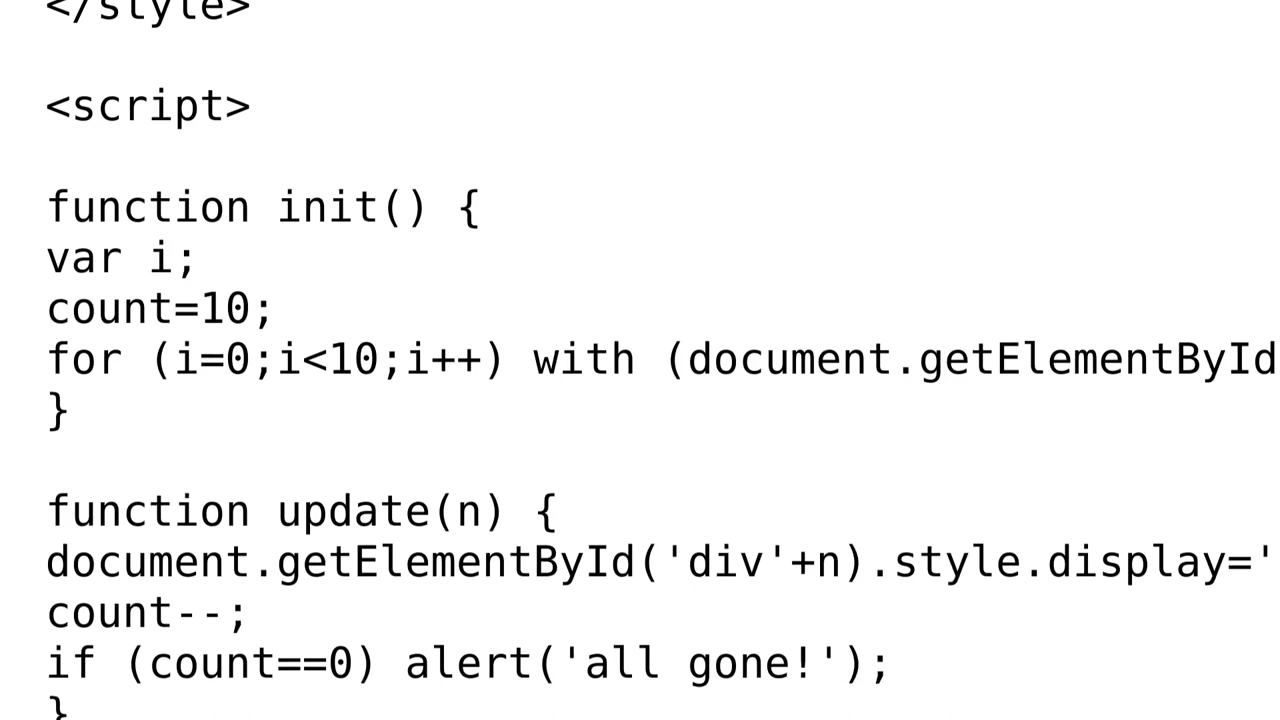 </style>
<script>
function init() {
var i;
count=10;
for (i=0;i<10;i++) with (document.getElementById
}
function update(n) {
document.getElementById('div'+n).style.display='
count--;
if (count==0) alert('all gone!');
}